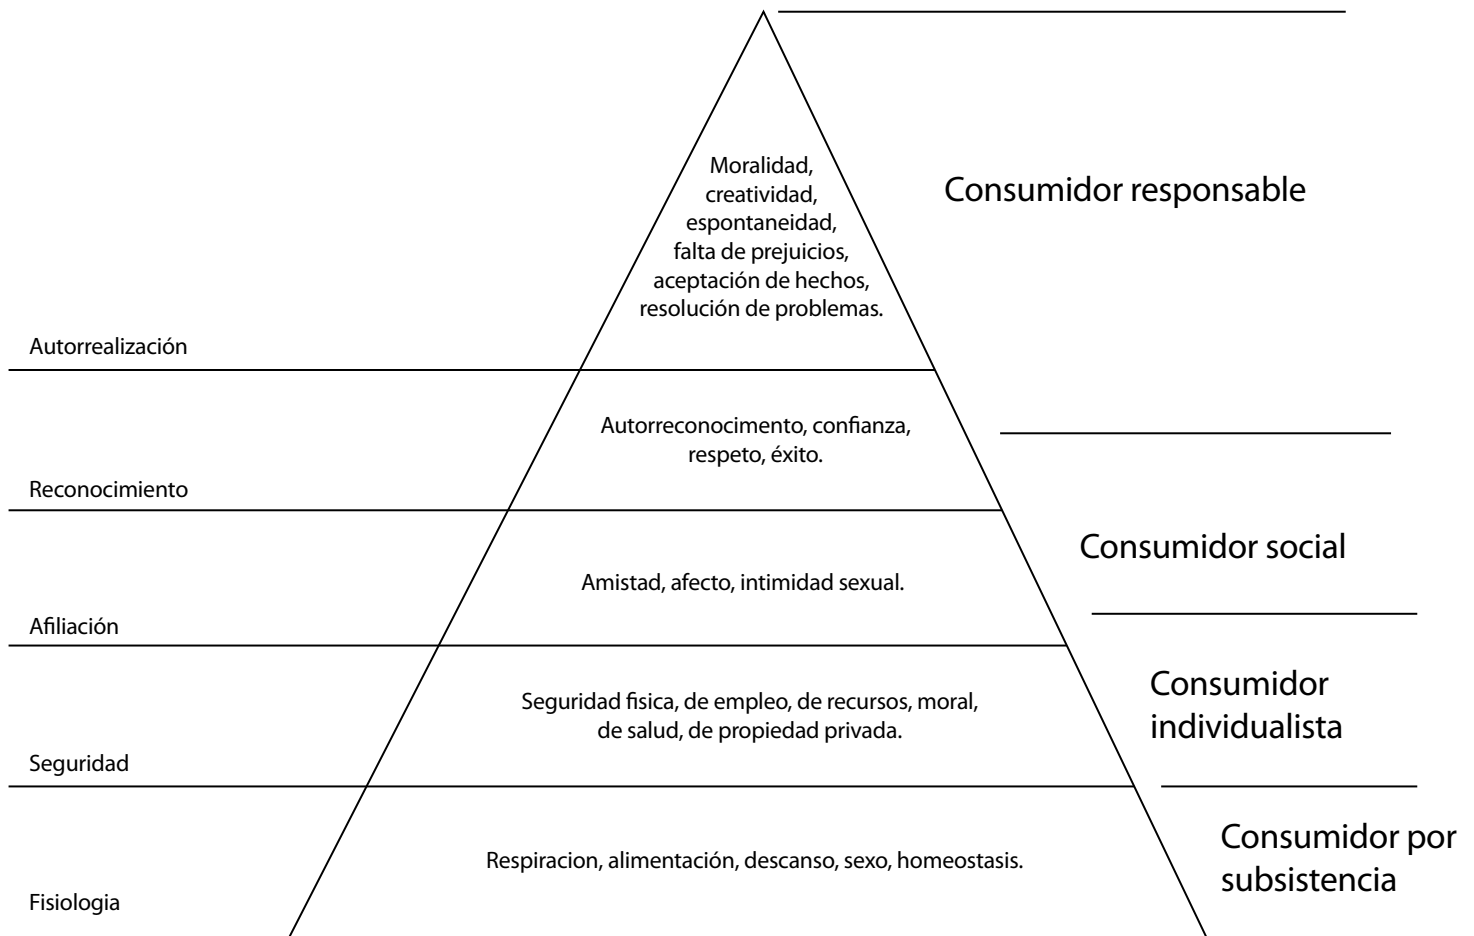 Moralidad,
creatividad,
espontaneidad,
falta de prejuicios,
aceptación de hechos,
resolución de problemas.
Consumidor responsable
Autorrealización
Autorreconocimento, confianza,
respeto, éxito.
Reconocimiento
Consumidor social
Amistad, afecto, intimidad sexual.
Afiliación
Consumidor
individualista
Seguridad fisica, de empleo, de recursos, moral,
de salud, de propiedad privada.
Seguridad
Consumidor por
subsistencia
Respiracion, alimentación, descanso, sexo, homeostasis.
Fisiologia